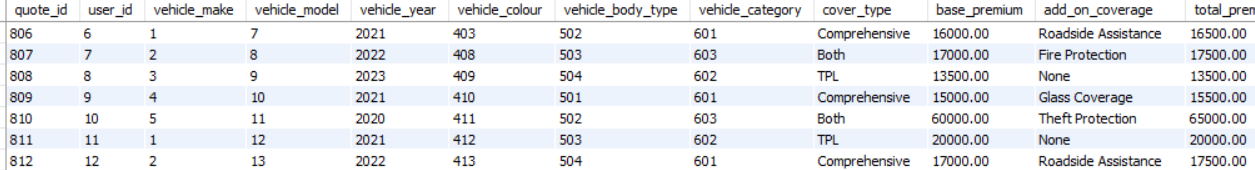 quote_id user_id vehicle_make vehicle_model vehicle_year vehicle_colour vehicle_body_type vehicle_category cover_type base_premium add_on_coverage total_prem
806 6 1 7 2021 403 502 601 Comprehensive 16000.00 Roadside Assistance 16500.00
807 7 2 8 2022 408 503 603 Both 17000.00 Fire Protection 17500.00
808 8 3 9 2023 409 504 602 TPL 13500.00 None 13500.00
809 9 4 10 2021 410 501 601 Comprehensive 15000.00 Glass Coverage 15500.00
810 10 5 11 2020 411 502 603 Both 60000.00 Theft Protection 65000.00
811 11 1 12 2021 412 503 602 TPL 20000.00 None 20000.00
812 12 2 13 2022 413 504 601 Comprehensive 17000.00 Roadside Assistance 17500.00